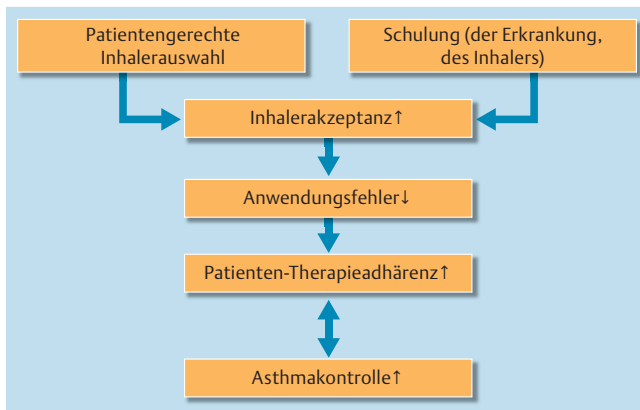 Patientengerechte
Inhalerauswahl
Schulung (der Erkrankung,
des Inhalers)
Inhalerakzeptanz↑
Anwendungsfehler↓
Patienten-Therapieadhärenz↑
Asthmakontrolle↑